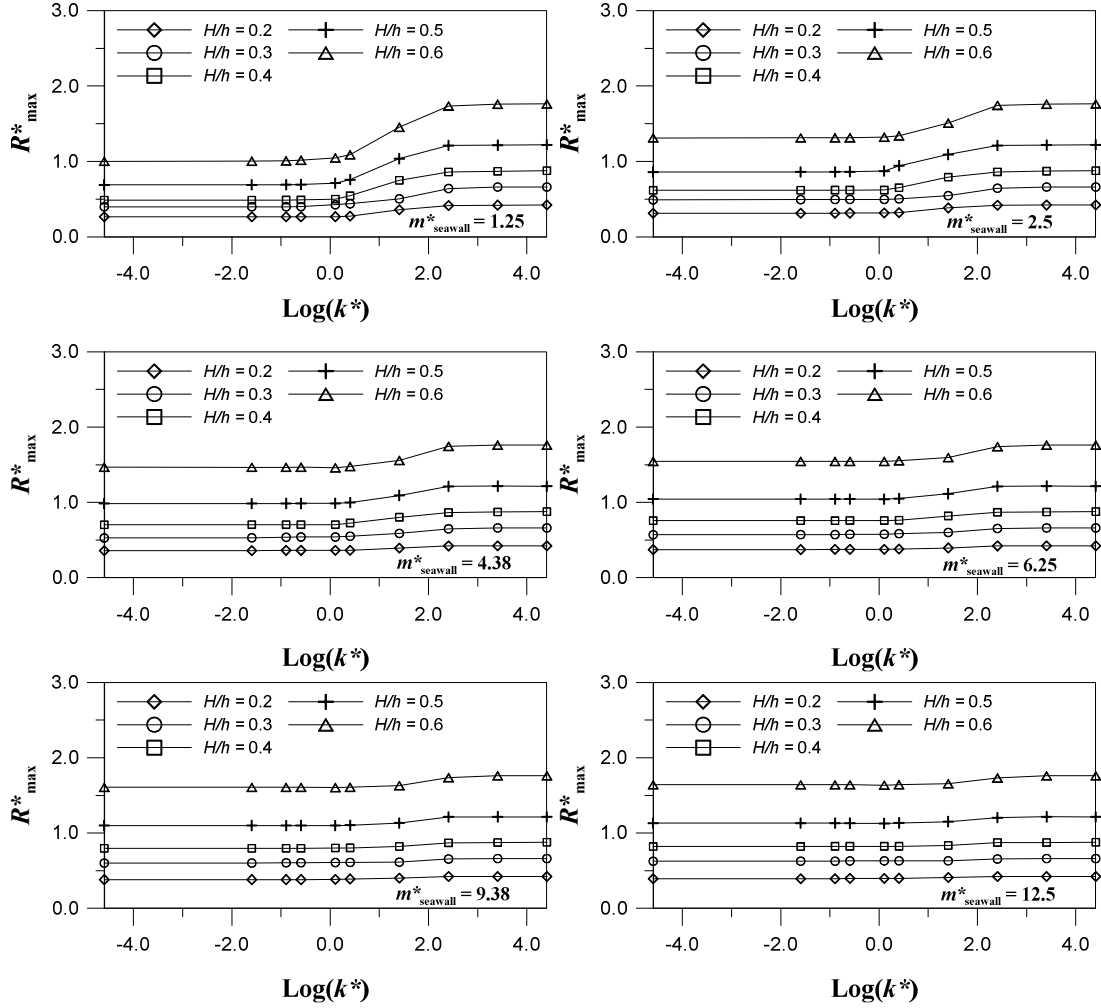 3.0
2.0
1.0
0.0
R*max
H/h = 0.2
H/h = 0.3
H/h = 0.4
H/h = 0.5
H/h = 0.6
m*seawall = 1.25
-4.0 -2.0 0.0 2.0 4.0
Log(k*)
3.0
2.0
1.0
0.0
R*max
H/h = 0.2
H/h = 0.3
H/h = 0.4
H/h = 0.5
H/h = 0.6
m*seawall = 2.5
-4.0 -2.0 0.0 2.0 4.0
Log(k*)
3.0
2.0
1.0
0.0
R*max
H/h = 0.2
H/h = 0.3
H/h = 0.4
H/h = 0.5
H/h = 0.6
m*seawall = 4.38
-4.0 -2.0 0.0 2.0 4.0
Log(k*)
3.0
2.0
1.0
0.0
R*max
H/h = 0.2
H/h = 0.3
H/h = 0.4
H/h = 0.5
H/h = 0.6
m*seawall = 6.25
-4.0 -2.0 0.0 2.0 4.0
Log(k*)
3.0
2.0
1.0
0.0
R*max
H/h = 0.2
H/h = 0.3
H/h = 0.4
H/h = 0.5
H/h = 0.6
m*seawall = 9.38
-4.0 -2.0 0.0 2.0 4.0
Log(k*)
3.0
2.0
1.0
0.0
R*max
H/h = 0.2
H/h = 0.3
H/h = 0.4
H/h = 0.5
H/h = 0.6
m*seawall = 12.5
-4.0 -2.0 0.0 2.0 4.0
Log(k*)